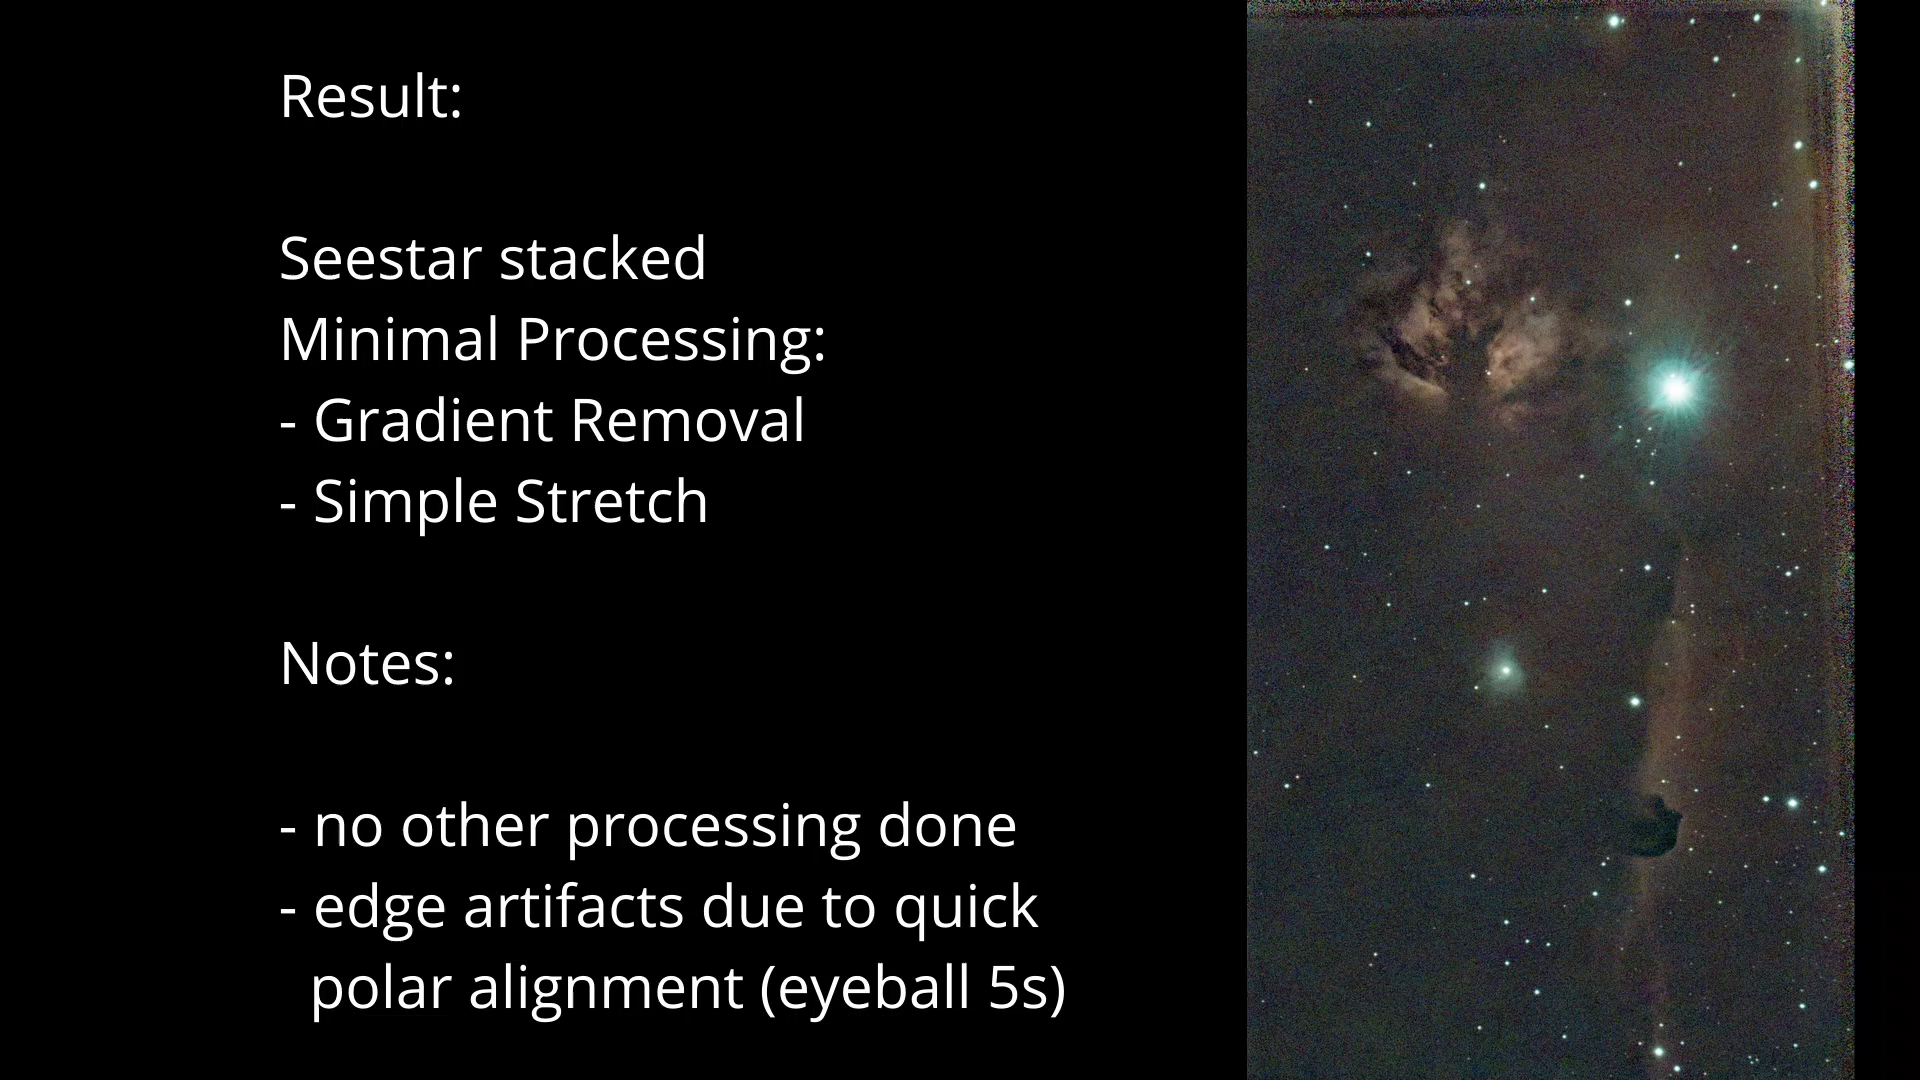 Result:
Seestar stacked
Minimal Processing:
- Gradient Removal
- Simple Stretch
Notes:
- no other processing done
- edge artifacts due to quick
polar alignment (eyeball 5s)